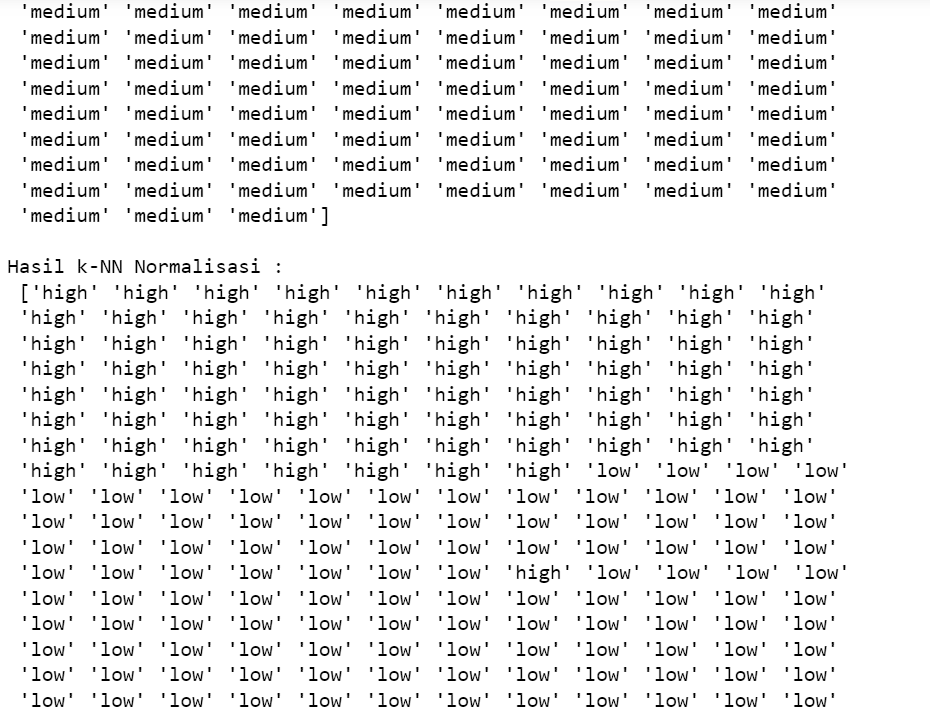 'medium' 'medium' 'medium' 'medium' 'medium' 'medium' 'medium' 'medium'
'medium' 'medium' 'medium' 'medium' 'medium' 'medium' 'medium' 'medium'
'medium' 'medium' 'medium' 'medium' 'medium' 'medium' 'medium' 'medium'
'medium' 'medium' 'medium' 'medium' 'medium' 'medium' 'medium' 'medium'
'medium' 'medium' 'medium' 'medium' 'medium' 'medium' 'medium' 'medium'
'medium' 'medium' 'medium' 'medium' 'medium' 'medium' 'medium' 'medium'
'medium' 'medium' 'medium' 'medium' 'medium' 'medium' 'medium' 'medium'
'medium' 'medium' 'medium' 'medium' 'medium' 'medium' 'medium' 'medium'
'medium' 'medium' 'medium']
Hasil k-NN Normalisasi :
['high' 'high' 'high' 'high' 'high' 'high' 'high' 'high' 'high' 'high'
'high' 'high' 'high' 'high' 'high' 'high' 'high' 'high' 'high' 'high'
'high' 'high' 'high' 'high' 'high' 'high' 'high' 'high' 'high' 'high'
'high' 'high' 'high' 'high' 'high' 'high' 'high' 'high' 'high' 'high'
'high' 'high' 'high' 'high' 'high' 'high' 'high' 'high' 'high' 'high'
'high' 'high' 'high' 'high' 'high' 'high' 'high' 'high' 'high' 'high'
'high' 'high' 'high' 'high' 'high' 'high' 'high' 'high' 'high' 'high'
'high' 'high' 'high' 'high' 'high' 'high' 'high' 'low' 'low' 'low' 'low'
'low' 'low' 'low' 'low' 'low' 'low' 'low' 'low' 'low' 'low' 'low' 'low'
'low' 'low' 'low' 'low' 'low' 'low' 'low' 'low' 'low' 'low' 'low' 'low'
'low' 'low' 'low' 'low' 'low' 'low' 'low' 'low' 'low' 'low' 'low' 'low'
'low' 'low' 'low' 'low' 'low' 'low' 'low' 'high' 'low' 'low' 'low' 'low'
'low' 'low' 'low' 'low' 'low' 'low' 'low' 'low' 'low' 'low' 'low' 'low'
'low' 'low' 'low' 'low' 'low' 'low' 'low' 'low' 'low' 'low' 'low' 'low'
'low' 'low' 'low' 'low' 'low' 'low' 'low' 'low' 'low' 'low' 'low' 'low'
'low' 'low' 'low' 'low' 'low' 'low' 'low' 'low' 'low' 'low' 'low' 'low'
'low' 'low' 'low' 'low' 'low' 'low' 'low' 'low' 'low' 'low' 'low' 'low'